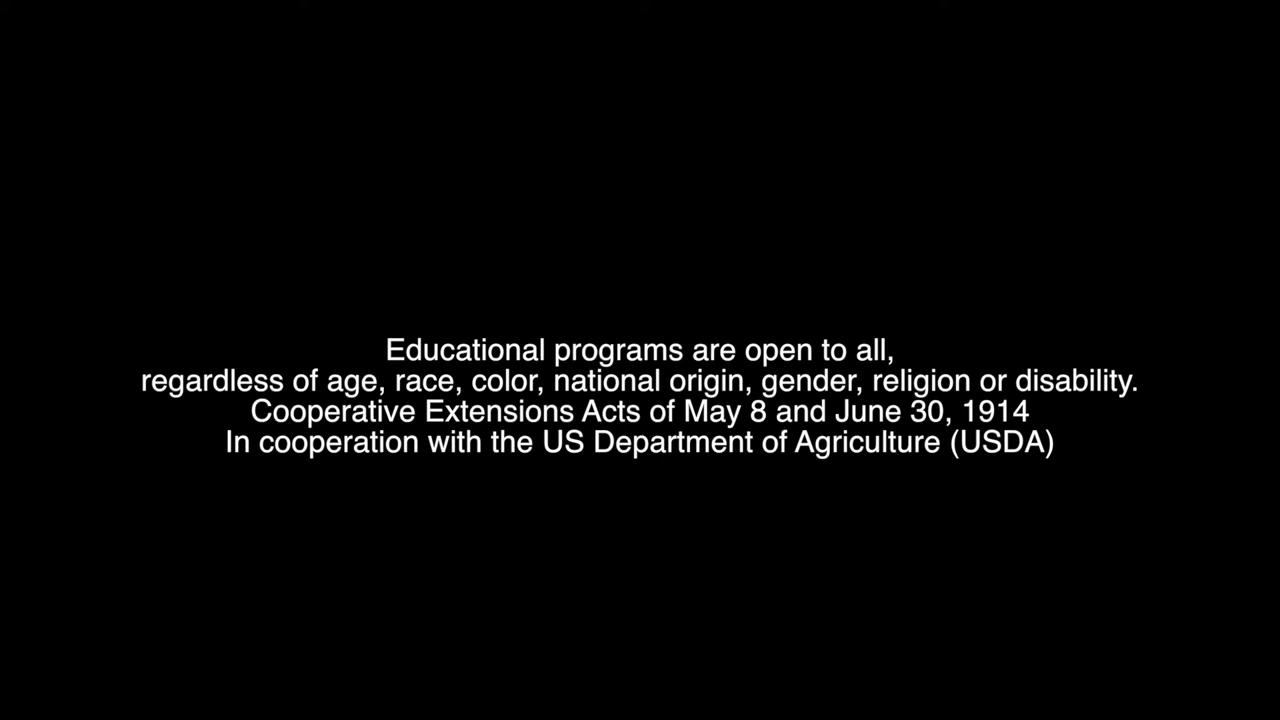 Educational programs are open to all,
regardless of age, race, color, national origin, gender, religion or disability.
Cooperative Extensions Acts of May 8 and June 30, 1914
In cooperation with the US Department of Agriculture (USDA)